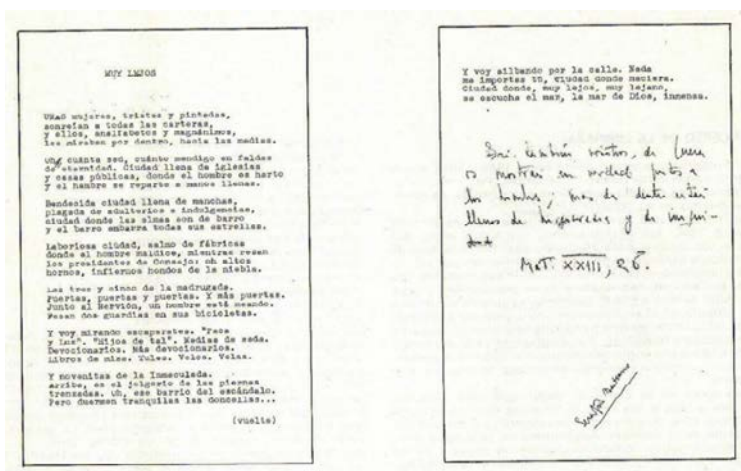 MUY LEJOS
Unas mujeres, tristes y pintadas,
sonreían a todas las carteras,
y ellos, analfabetos y magnánimos,
las miraban por dentro, hacia las medias.
Oh, cuánta sed, cuánto mendigo en faldas
de eternidad. Ciudad llena de iglesias
y casas públicas, donde el hombre es harto
y el hambre se reparte a manos llenas.
Bendecida ciudad llena de manchas,
plagada de adulterios e indulgencias,
ciudad donde las almas son de barro
y el barro embarra todas sus estrellas.
Laboriosa ciudad, salmo de fábricas
donde el hombre maldice, mientras rezan
los presidentes de Consejo: oh altos
hornos, infiernos hondos de la niebla.
Las tres y cinco de la madrugada.
Puertas, puertas y puertas. Y más puertas.
Junto al Nervión, un hombre está meando.
Pasan dos guardias en sus bicicletas.
Y voy mirando escaparates. "Paca
y Luz". "Hijos de tal". Medias de seda.
Devocionarios. Más devocionarios.
Libros de misa. Tules. Velos. Velas.
Y novenitas de la Inmaculada.
Arriba, es el jolgorio de las piernas
trenzadas. Oh, ese barrio del escándalo.
Pero duermen tranquilas las doncellas...
(vuelta)
Y voy silbando por la calle. Nada
me importas tú, ciudad donde naciera.
Ciudad donde, muy lejos, muy lejano,
se escucha el mar, la mar de Dios, inmensa.
también de fuera
os mostráis en verdad justos a
los hombres; mas de dentro estáis
llenos de hipocresía y de
Mat. XXIII, 28.